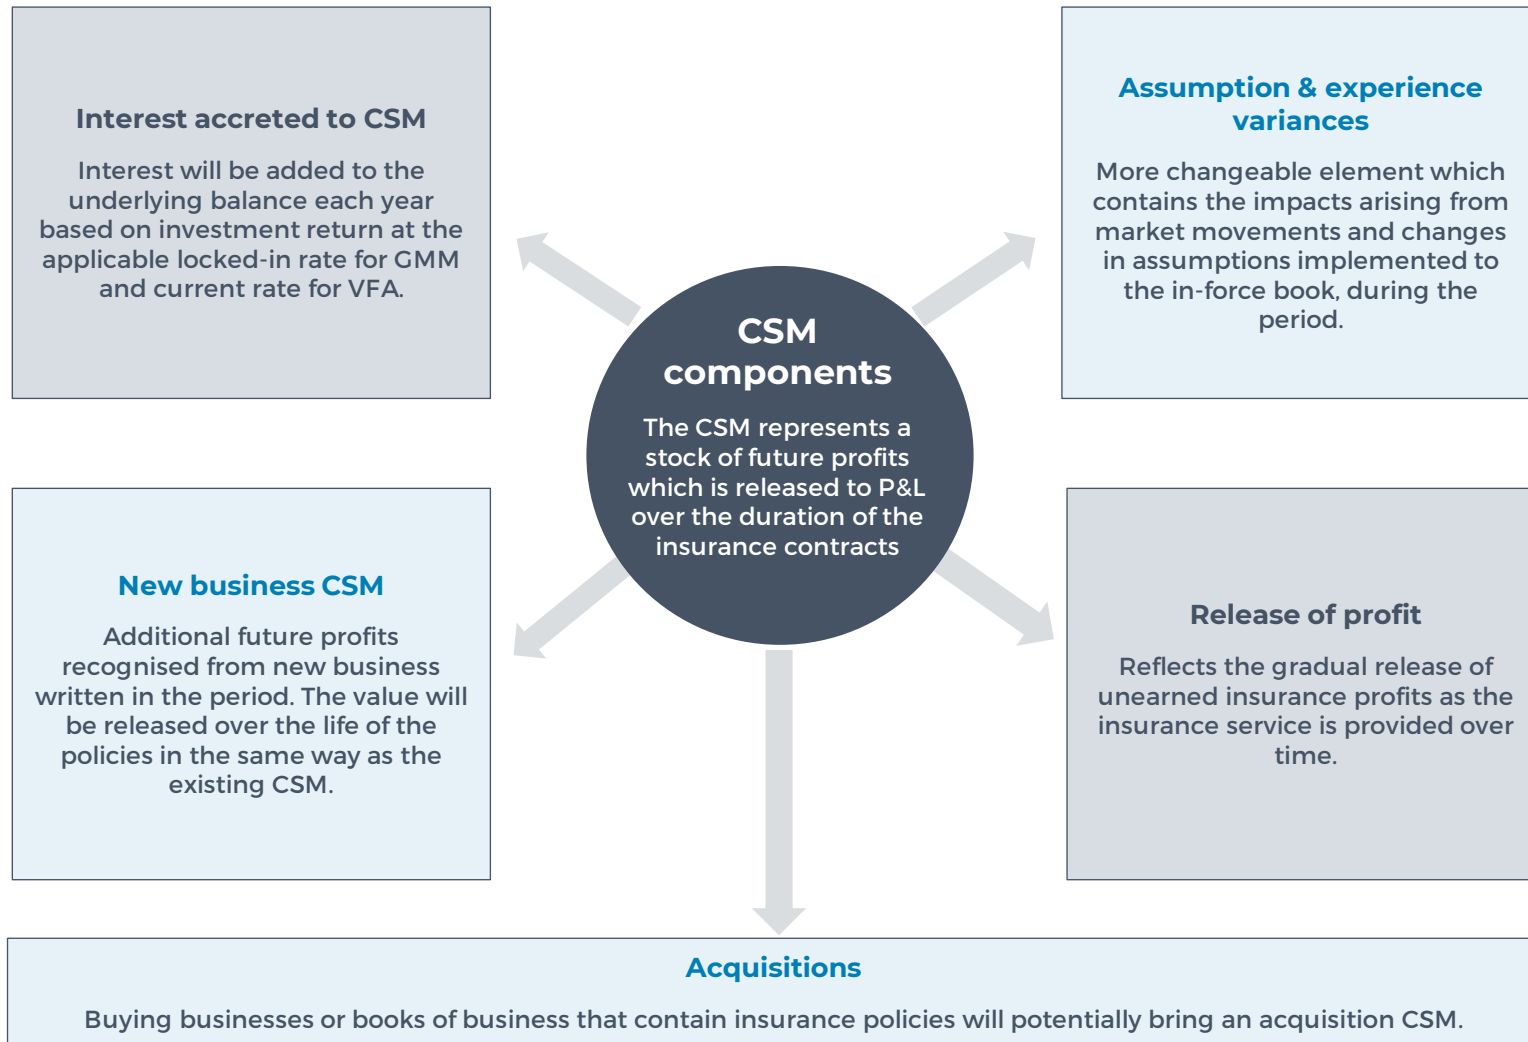 Interest accreted to CSM
Interest will be added to the
underlying balance each year
based on investment return at the
applicable locked-in rate for GMM
and current rate for VFA.
Assumption & experience
variances
More changeable element which
contains the impacts arising from
market movements and changes
in assumptions implemented to
the in-force book, during the
period.
CSM
components
The CSM represents a
stock of future profits
which is released to P&L
over the duration of the
insurance contracts
New business CSM
Additional future profits
recognised from new business
written in the period. The value will
be released over the life of the
policies in the same way as the
existing CSM.
Release of profit
Reflects the gradual release of
unearned insurance profits as the
insurance service is provided over
time.
Acquisitions
Buying businesses or books of business that contain insurance policies will potentially bring an acquisition CSM.